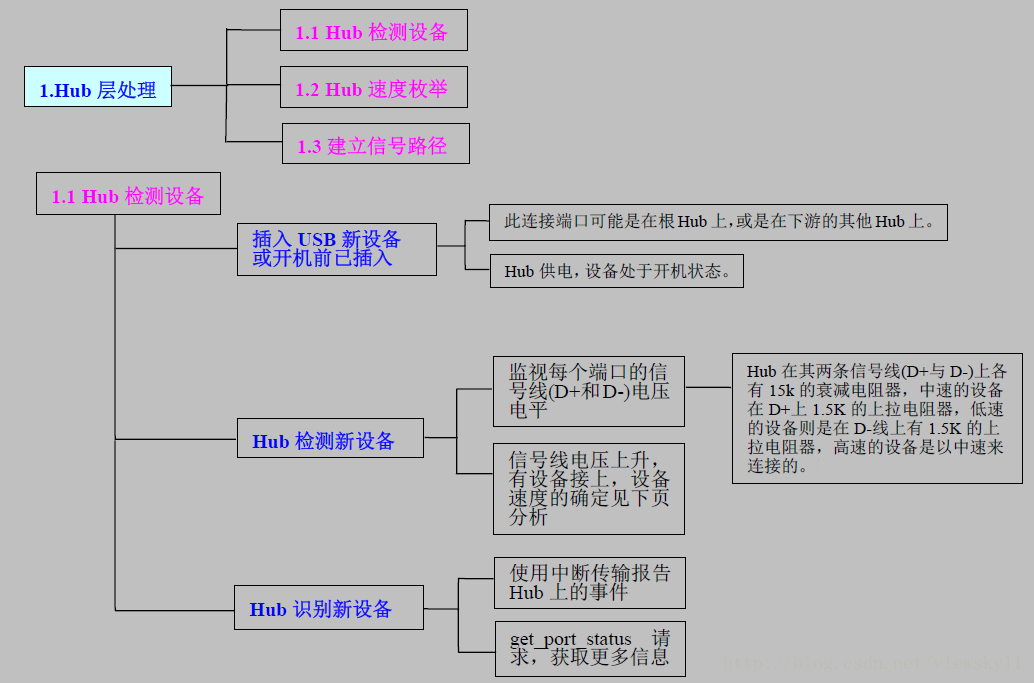 1.1 Hub 检测设备
1.Hub 层处理
1.2 Hub 速度枚举
1.3 建立信号路径
1.1 Hub 检测设备
插入 USB 新设备
或开机前已插入
此连接端口可能是在根 Hub 上，或是在下游的其他 Hub 上。
Hub 供电，设备处于开机状态。
Hub 检测新设备
监视每个端口的信
号线(D+和 D-)电压
电平
Hub 在其两条信号线(D+与 D-)上各
有 15k 的衰减电阻器，中速的设备
在 D+上 1.5K 的上拉电阻器，低速
的设备则是在 D-线上有 1.5K 的上
拉电阻器，高速的设备是以中速来
连接的。
信号线电压上升，
有设备接上，设备
速度的确定见下页
分析
Hub 识别新设备
使用中断传输报告
Hub 上的事件
get_port_status 请
求，获取更多信息